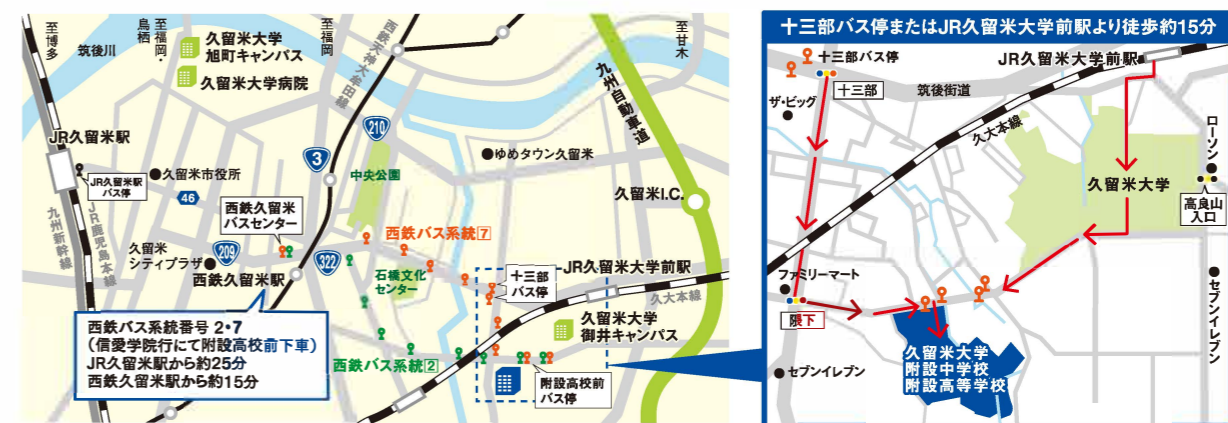 至博多
至福岡・
鳥栖
筑後川
久留米大学
旭町キャンパス
久留米大学病院
至福岡
西鉄天神大牟田線
至甘木
九州自動車道
210
3
JR久留米駅
JR久留米駅
バス停
久留米市役所
46
中央公園
ゆめタウン久留米
久留米I.C.
西鉄久留米
バスセンター
九州新幹線
JR鹿児島本線
久留米
シティプラザ
209
322
西鉄久留米駅
西鉄バス系統7
石橋文化
センター
十三部
バス停
JR久留米大学前駅
久大本線
久留米大学
御井キャンパス
西鉄バス系統番号 2・7
(信愛学院行にて附設高校前下車)
JR久留米駅から約25分
西鉄久留米駅から約15分
西鉄バス系統2
附設高校前
バス停
十三部バス停またはJR久留米大学前駅より徒歩約15分
十三部バス停
JR久留米大学前駅
十三部
筑後街道
ザ・ビッグ
久大本線
ローソン
久留米大学
高良山
入口
ファミリーマート
隈下
セブンイレブン
久留米大学
附設中学校
附設高等学校
セブンイレブン